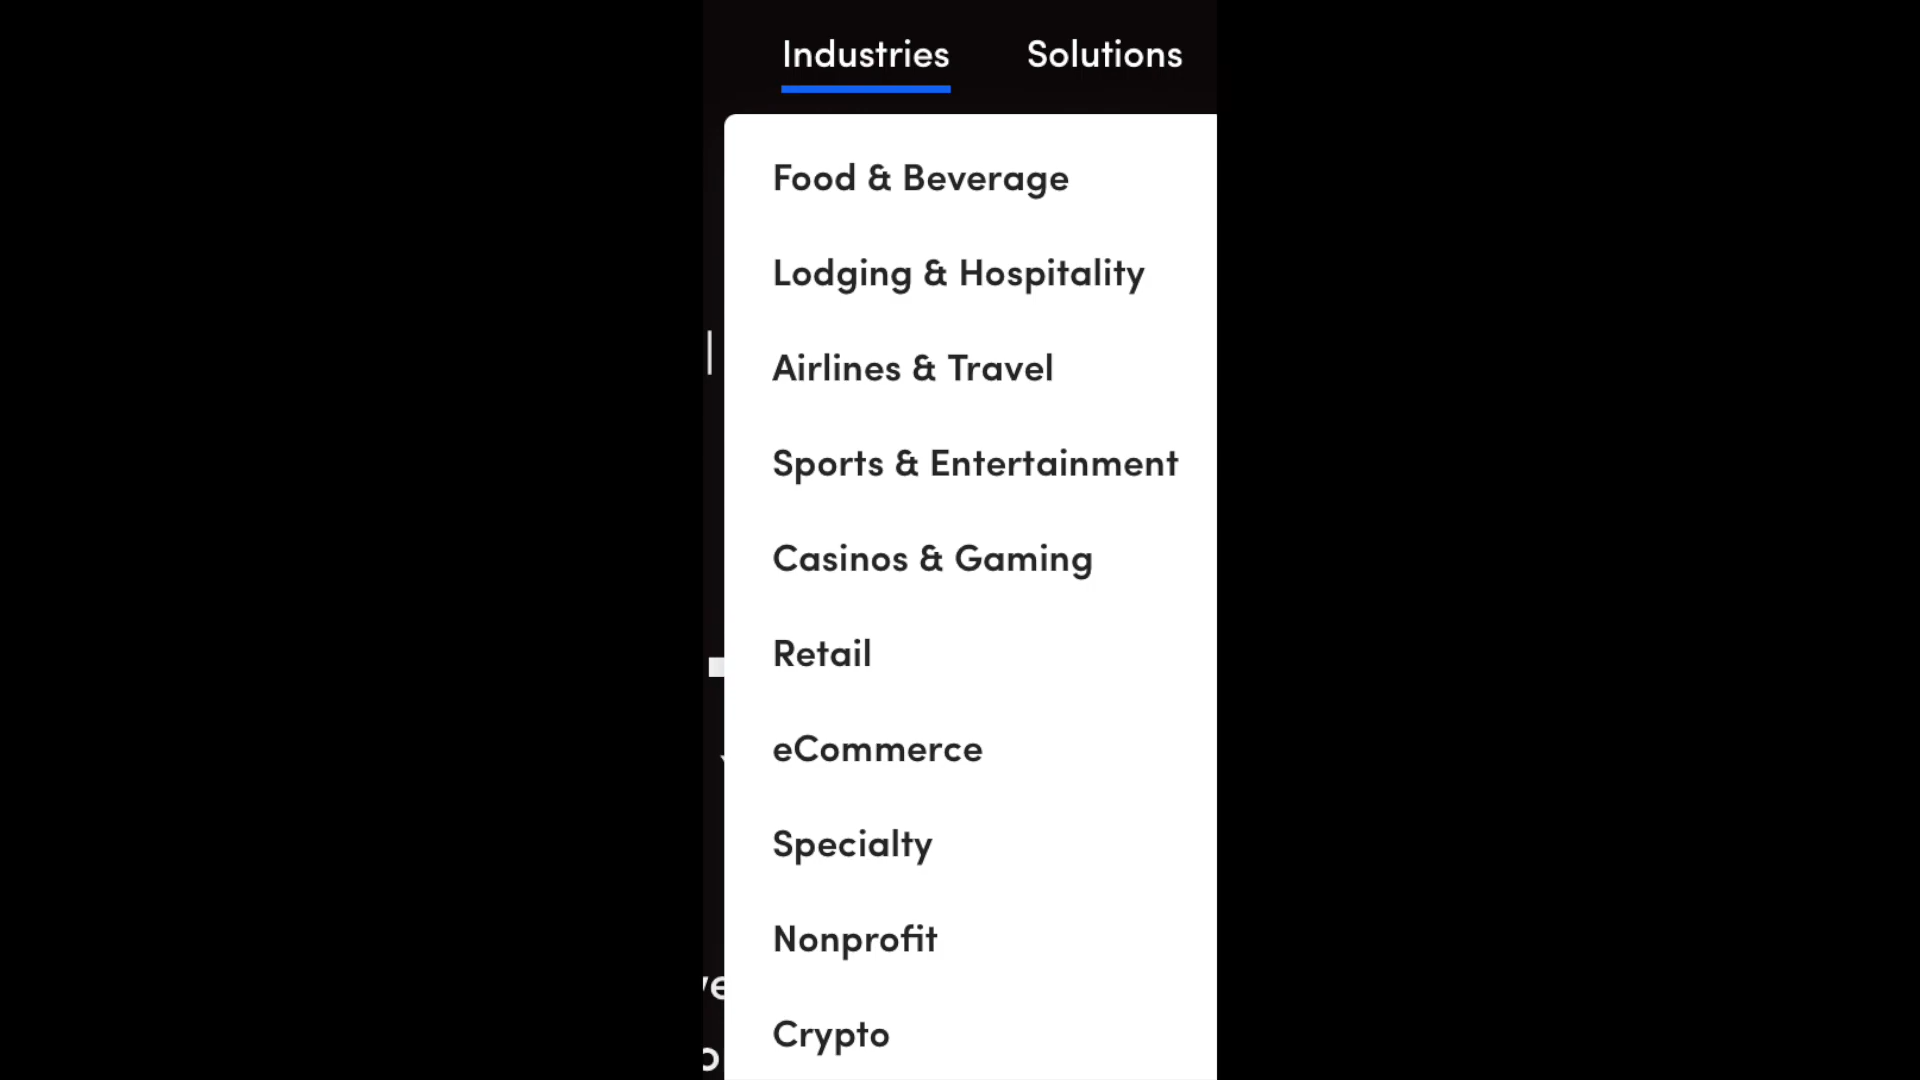 Industries Solutions
Food & Beverage
Lodging & Hospitality
Airlines & Travel
Sports & Entertainment
Casinos & Gaming
Retail
eCommerce
Specialty
Nonprofit
Crypto